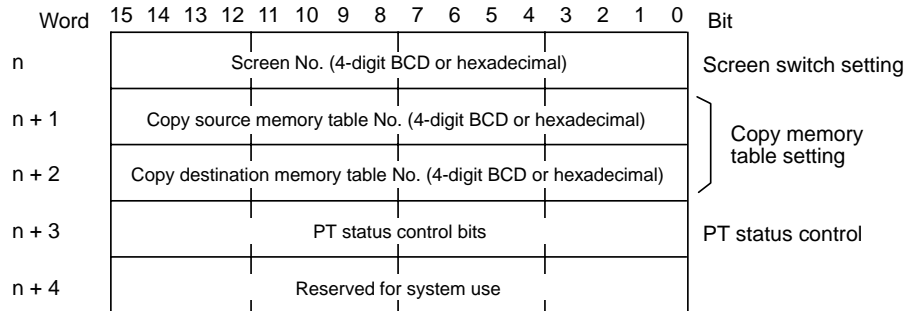 Word 15 14 13 12 11 10 9 8 7 6 5 4 3 2 1 0 Bit
n Screen No. (4-digit BCD or hexadecimal) Screen switch setting
n + 1 Copy source memory table No. (4-digit BCD or hexadecimal)
Copy memory
table setting
n + 2 Copy destination memory table No. (4-digit BCD or hexadecimal)
n + 3 PT status control bits PT status control
n + 4 Reserved for system use